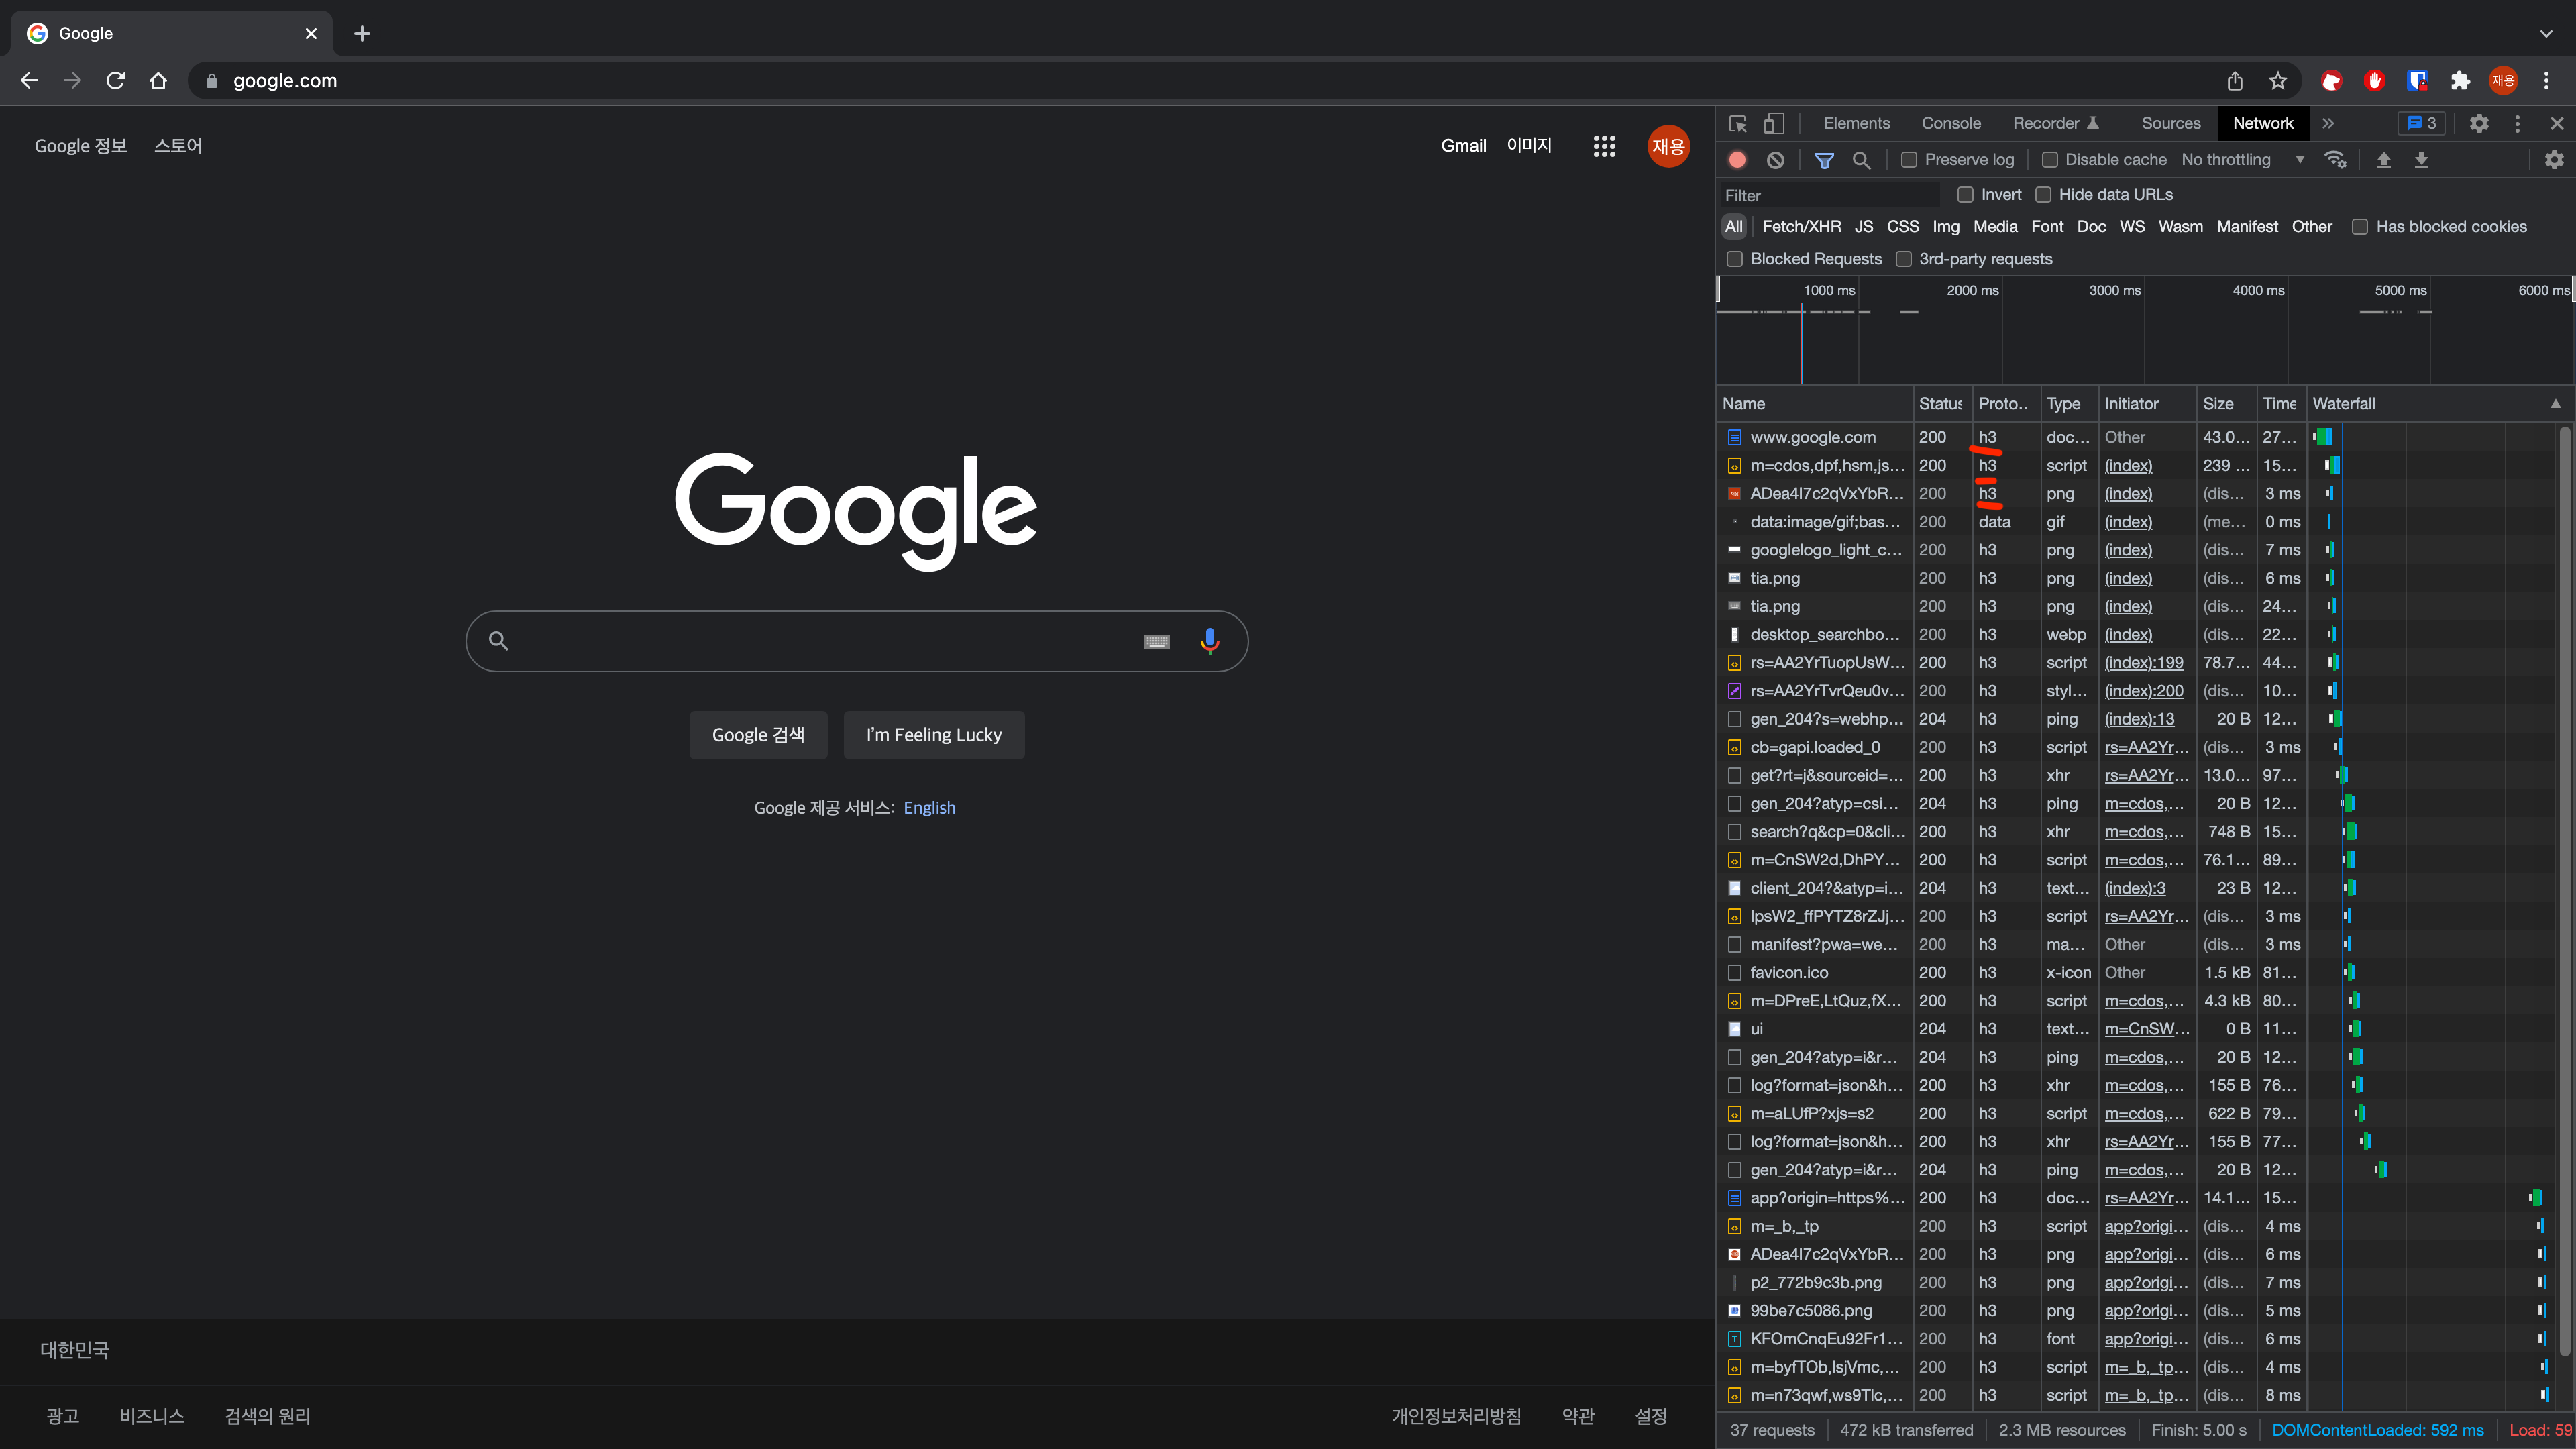 Google
google.com
재용
Google 정보 스토어
Gmail 이미지
재용
Google
Google 검색 I'm Feeling Lucky
Google 제공 서비스: English
대한민국
광고 비즈니스 검색의 원리
개인정보처리방침 약관 설정
Elements Console Recorder Sources Network 3
Preserve log Disable cache No throttling
Filter Invert Hide data URLs
All Fetch/XHR JS CSS Img Media Font Doc WS Wasm Manifest Other Has blocked cookies
Blocked Requests 3rd-party requests
1000 ms 2000 ms 3000 ms 4000 ms 5000 ms 6000 ms
Name Status Proto.. Type Initiator Size Time Waterfall
www.google.com 200 h3 doc... Other 43.0... 27...
m=cdos,dpf,hsm,js... 200 h3 script (index) 239 ... 15...
ADea4I7c2qVxYbR... 200 h3 png (index) (dis... 3 ms
data:image/gif;bas... 200 data gif (index) (me... 0 ms
googlelogo_light_c... 200 h3 png (index) (dis... 7 ms
tia.png 200 h3 png (index) (dis... 6 ms
tia.png 200 h3 png (index) (dis... 24...
desktop_searchbo... 200 h3 webp (index) (dis... 22...
rs=AA2YrTuopUsW... 200 h3 script (index):199 78.7... 44...
rs=AA2YrTvrQeu0v... 200 h3 styl... (index):200 (dis... 10...
gen_204?s=webhp... 204 h3 ping (index):13 20 B 12...
cb=gapi.loaded_0 200 h3 script rs=AA2Yr... (dis... 3 ms
get?rt=j&sourceid=... 200 h3 xhr rs=AA2Yr... 13.0... 97...
gen_204?atyp=csi... 204 h3 ping m=cdos,... 20 B 12...
search?q&cp=0&cli... 200 h3 xhr m=cdos,... 748 B 15...
m=CnSW2d,DhPY... 200 h3 script m=cdos,... 76.1... 89...
client_204?&atyp=i... 204 h3 text... (index):3 23 B 12...
lpsW2_ffPYTZ8rZJj... 200 h3 script rs=AA2Yr... (dis... 3 ms
manifest?pwa=we... 200 h3 ma... Other (dis... 3 ms
favicon.ico 200 h3 x-icon Other 1.5 kB 81...
m=DPreE,LtQuz,fX... 200 h3 script m=cdos,... 4.3 kB 80...
ui 204 h3 text... m=CnSW... 0 B 11...
gen_204?atyp=i&r... 204 h3 ping m=cdos,... 20 B 12...
log?format=json&h... 200 h3 xhr m=cdos,... 155 B 76...
m=aLUfP?xjs=s2 200 h3 script m=cdos,... 622 B 79...
log?format=json&h... 200 h3 xhr rs=AA2Yr... 155 B 77...
gen_204?atyp=i&r... 204 h3 ping m=cdos,... 20 B 12...
app?origin=https%... 200 h3 doc... rs=AA2Yr... 14.1... 15...
m=_b,_tp 200 h3 script app?origi... (dis... 4 ms
ADea4I7c2qVxYbR... 200 h3 png app?origi... (dis... 6 ms
p2_772b9c3b.png 200 h3 png app?origi... (dis... 7 ms
99be7c5086.png 200 h3 png app?origi... (dis... 5 ms
KFOmCnqEu92Fr1... 200 h3 font app?origi... (dis... 6 ms
m=byfTOb,lsjVmc,... 200 h3 script m=_b,_tp... (dis... 4 ms
m=n73qwf,ws9Tlc,... 200 h3 script m=_b,_tp... (dis... 8 ms
37 requests 472 kB transferred 2.3 MB resources Finish: 5.00 s DOMContentLoaded: 592 ms Load: 59